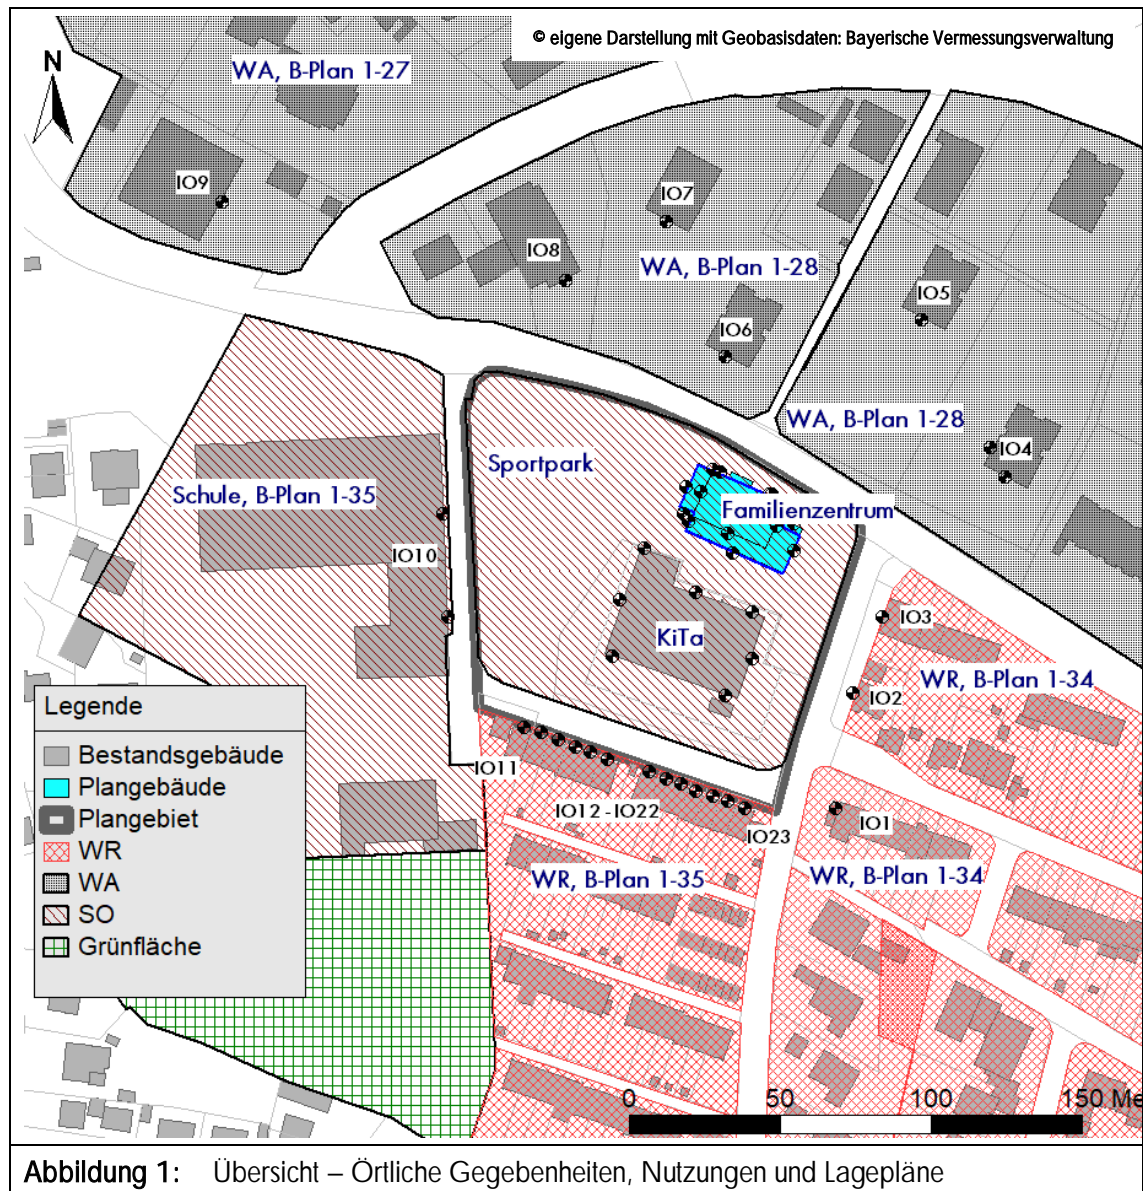 © eigene Darstellung mit Geobasisdaten: Bayerische Vermessungsverwaltung
N
WA, B-Plan 1-27
IO9
IO7
IO8
WA, B-Plan 1-28
IO5
IO6
WA, B-Plan 1-28
IO4
Sportpark
Schule, B-Plan 1-35
Familienzentrum
IO10
IO3
KiTa
WR, B-Plan 1-34
IO2
IO11
IO12 - IO22
IO23
IO1
WR, B-Plan 1-35
WR, B-Plan 1-34
Legende
Bestandsgebäude
Plangebäude
Plangebiet
WR
WA
SO
Grünfläche
0 50 100 150 Me
Abbildung 1: Übersicht – Örtliche Gegebenheiten, Nutzungen und Lagepläne